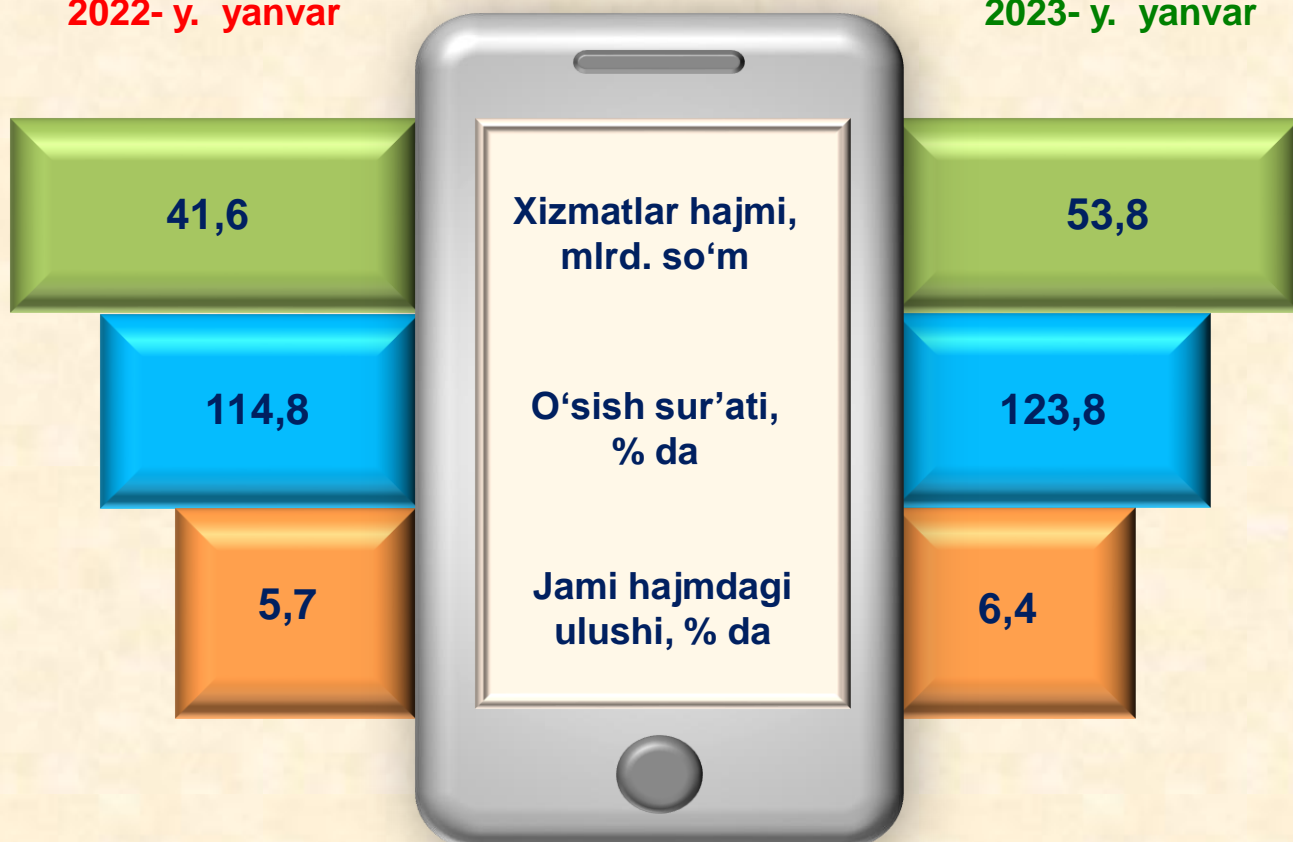 2022- y. yanvar
2023- y. yanvar
41,6
Xizmatlar hajmi,
mlrd. so‘m
53,8
114,8
O‘sish sur’ati,
% da
123,8
5,7
Jami hajmdagi
ulushi, % da
6,4